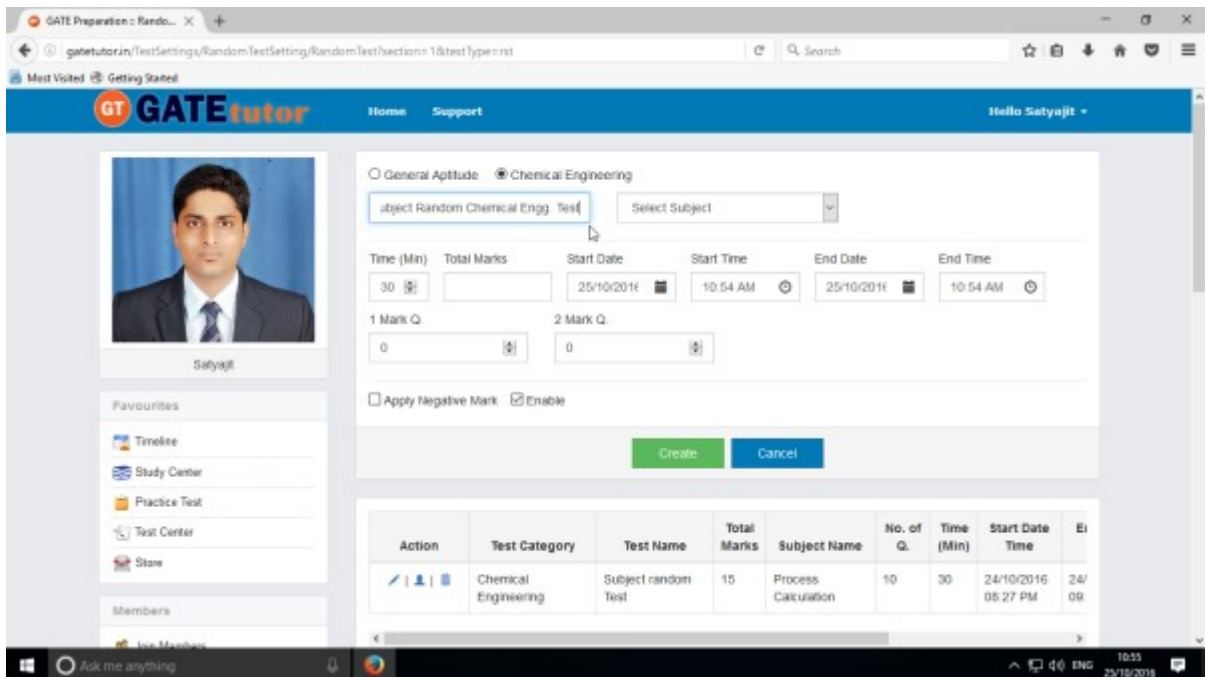 GATE Preparation :: Rando...
gatetutor.in/TestSettings/RandomTestSetting/RandomTest?section=1&testType=rst
Search
Most Visited Getting Started
GT GATEtutor Home Support Hello Satyajit
General Aptitude Chemical Engineering
ubject Random Chemical Engg. Test Select Subject
Time (Min) Total Marks Start Date Start Time End Date End Time
30 25/10/2016 10:54 AM 25/10/2016 10:54 AM
1 Mark Q. 2 Mark Q.
0 0
Satyajit
Apply Negative Mark Enable
Favourites
Timeline
Create Cancel
Study Center
Practice Test
Test Center
Store
Action Test Category Test Name Total Marks Subject Name No. of Q. Time (Min) Start Date Time
Chemical Engineering Subject random Test 15 Process Calculation 10 30 24/10/2016 08:27 PM 24/ 09:
Members
Join Members
Ask me anything ENG 10:55
25/10/2016